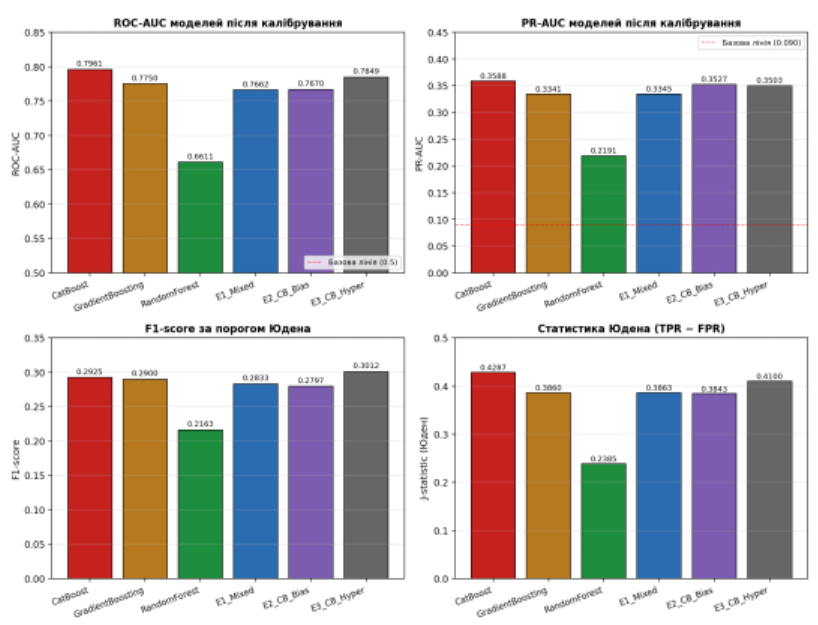 ROC-AUC моделей після калібрування
ROC-AUC
0.85
0.80
0.75
0.70
0.65
0.60
0.55
0.50
0.7961
0.7750
0.6611
0.7662
0.7670
0.7849
Базова лінія (0.5)
CatBoost
GradientBoosting
RandomForest
E1_Mixed
E2_CB_Bias
E3_CB_Hyper
PR-AUC моделей після калібрування
PR-AUC
0.45
0.40
0.35
0.30
0.25
0.20
0.15
0.10
0.05
0.00
Базова лінія (0.090)
0.3588
0.3341
0.2191
0.3345
0.3527
0.3503
CatBoost
GradientBoosting
RandomForest
E1_Mixed
E2_CB_Bias
E3_CB_Hyper
F1-score за порогом Юдена
F1-score
0.35
0.30
0.25
0.20
0.15
0.10
0.05
0.00
0.2925
0.2900
0.2163
0.2833
0.2797
0.3012
CatBoost
GradientBoosting
RandomForest
E1_Mixed
E2_CB_Bias
E3_CB_Hyper
Статистика Юдена (TPR − FPR)
J-statistic (Юден)
0.5
0.4
0.3
0.2
0.1
0.0
0.4287
0.3860
0.2385
0.3863
0.3843
0.4100
CatBoost
GradientBoosting
RandomForest
E1_Mixed
E2_CB_Bias
E3_CB_Hyper